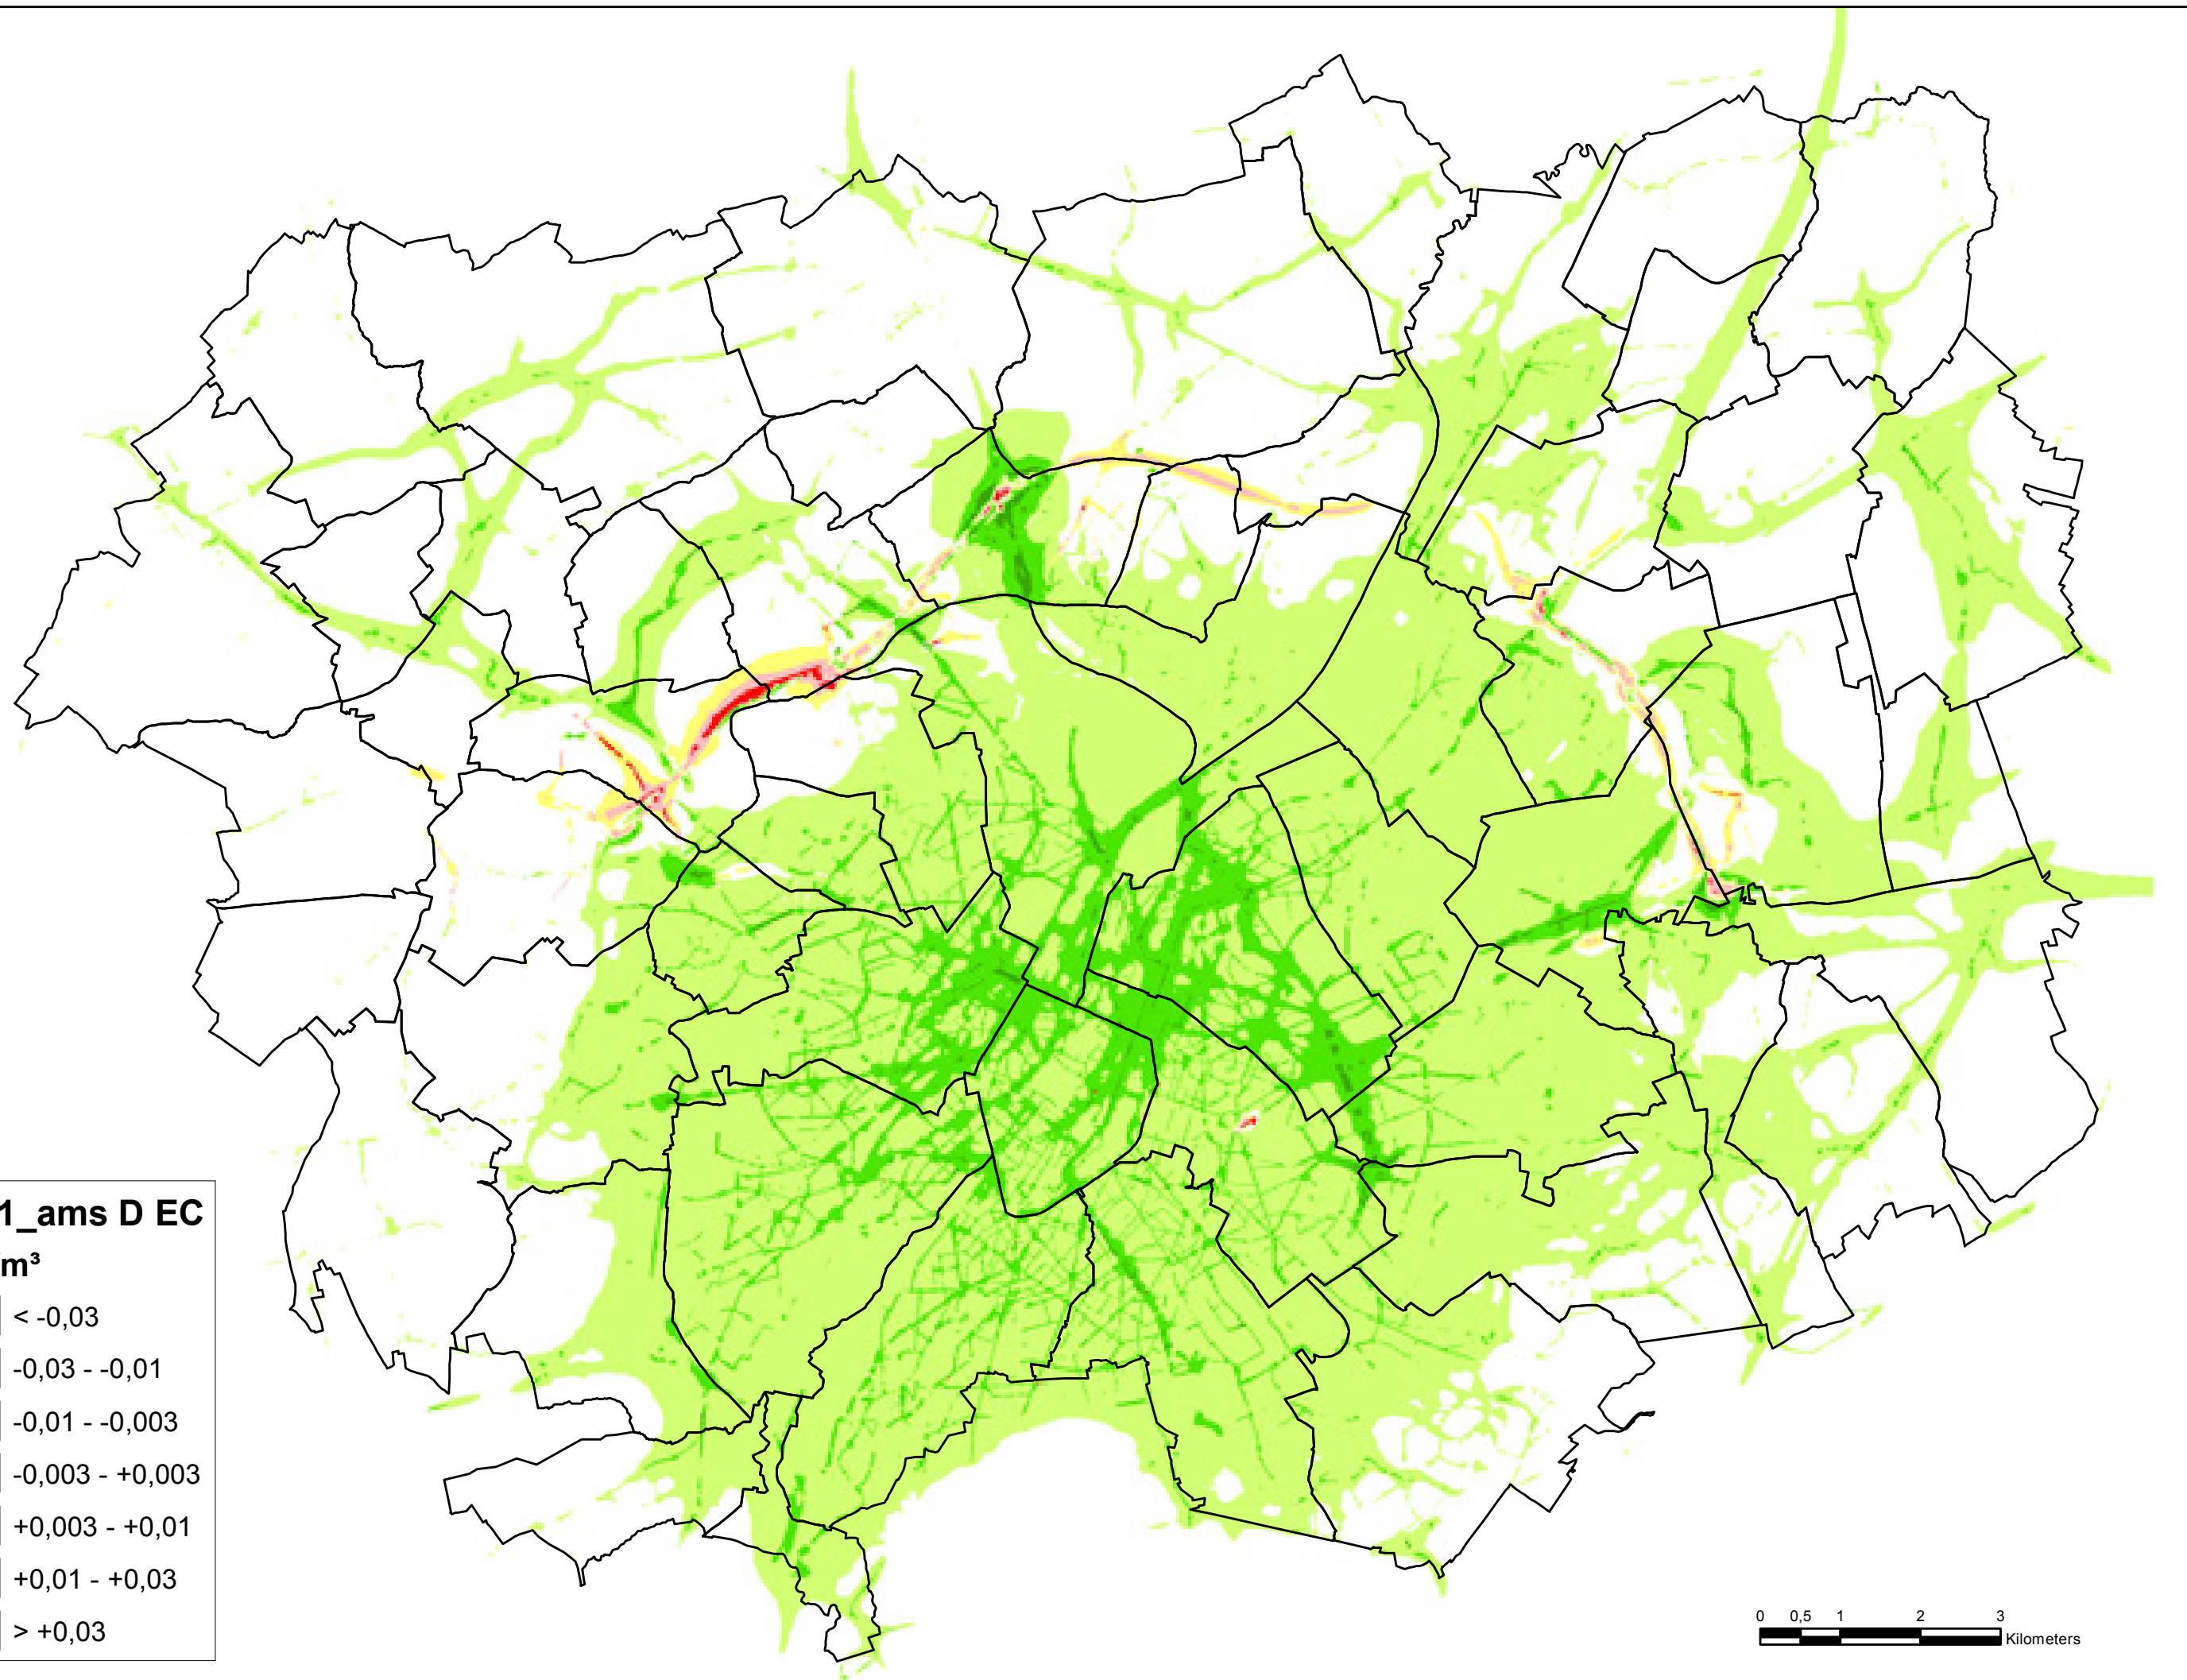 1_ams D EC
m³
< -0,03
-0,03 - -0,01
-0,01 - -0,003
-0,003 - +0,003
+0,003 - +0,01
+0,01 - +0,03
> +0,03
0 0,5 1 2 3
Kilometers